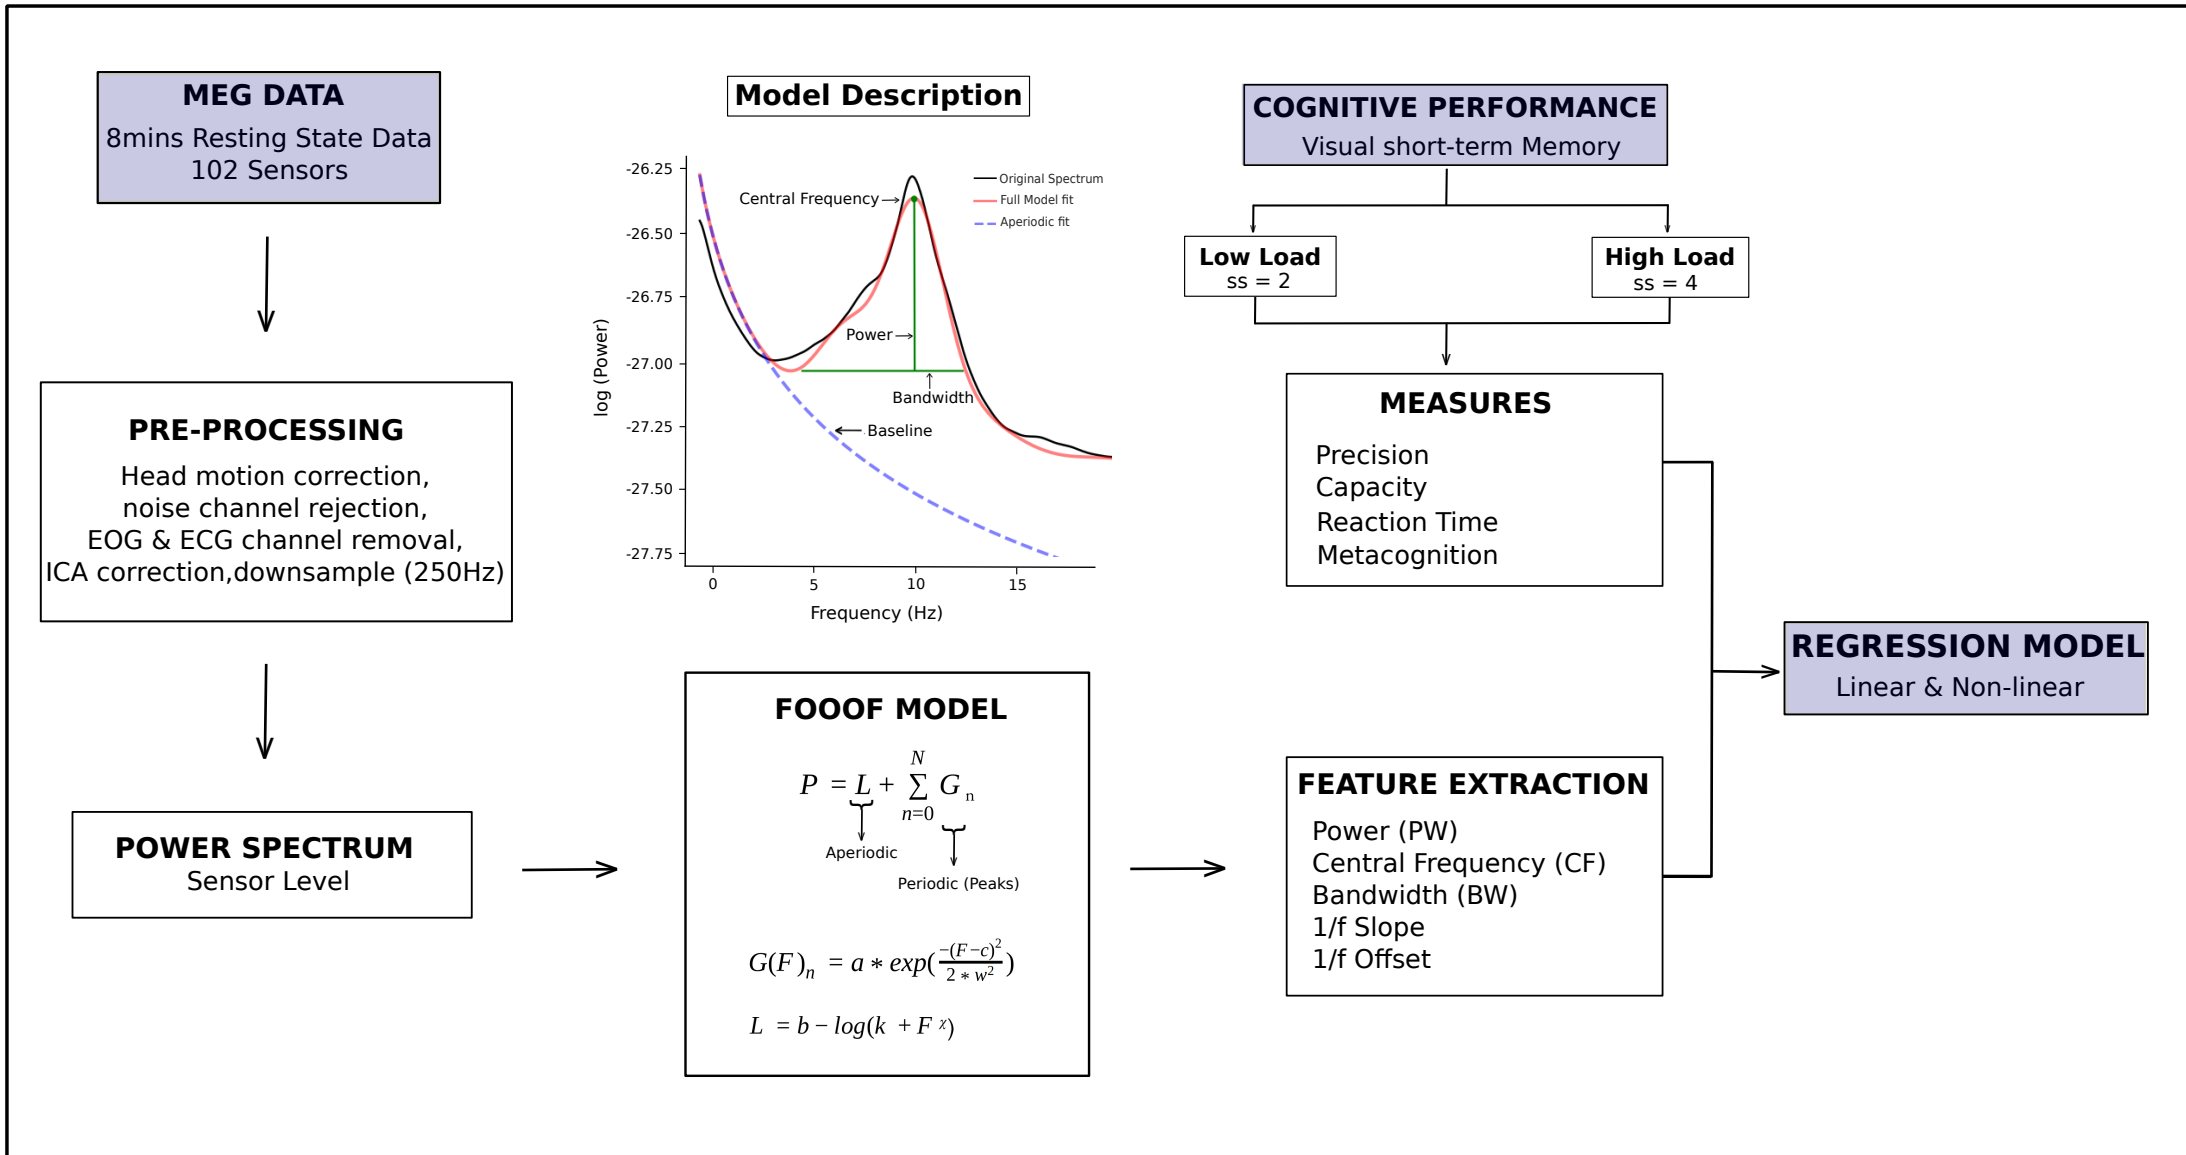 MEG DATA
8mins Resting State Data
102 Sensors
PRE-PROCESSING
Head motion correction,
noise channel rejection,
EOG & ECG channel removal,
ICA correction,downsample (250Hz)
POWER SPECTRUM
Sensor Level
Model Description
log (Power)
-26.25
-26.50
-26.75
-27.00
-27.25
-27.50
-27.75
Central Frequency
Original Spectrum
Full Model fit
Aperiodic fit
Power
Bandwidth
Baseline
0 5 10 15
Frequency (Hz)
FOOOF MODEL
P = L + \sum_{n=0}^{N} G_n
Aperiodic
Periodic (Peaks)
G(F)_n = a * exp(\frac{-(F-c)^2}{2 * w^2})
L = b - log(k + F^χ)
COGNITIVE PERFORMANCE
Visual short-term Memory
Low Load
ss = 2
High Load
ss = 4
MEASURES
Precision
Capacity
Reaction Time
Metacognition
FEATURE EXTRACTION
Power (PW)
Central Frequency (CF)
Bandwidth (BW)
1/f Slope
1/f Offset
REGRESSION MODEL
Linear & Non-linear